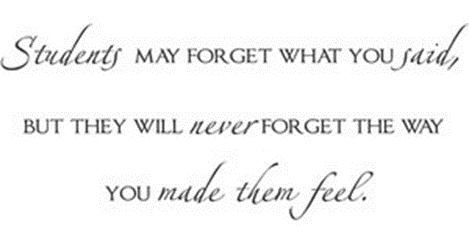 Students MAY FORGET WHAT YOU said,
BUT THEY WILL never FORGET THE WAY
YOU made them feel.